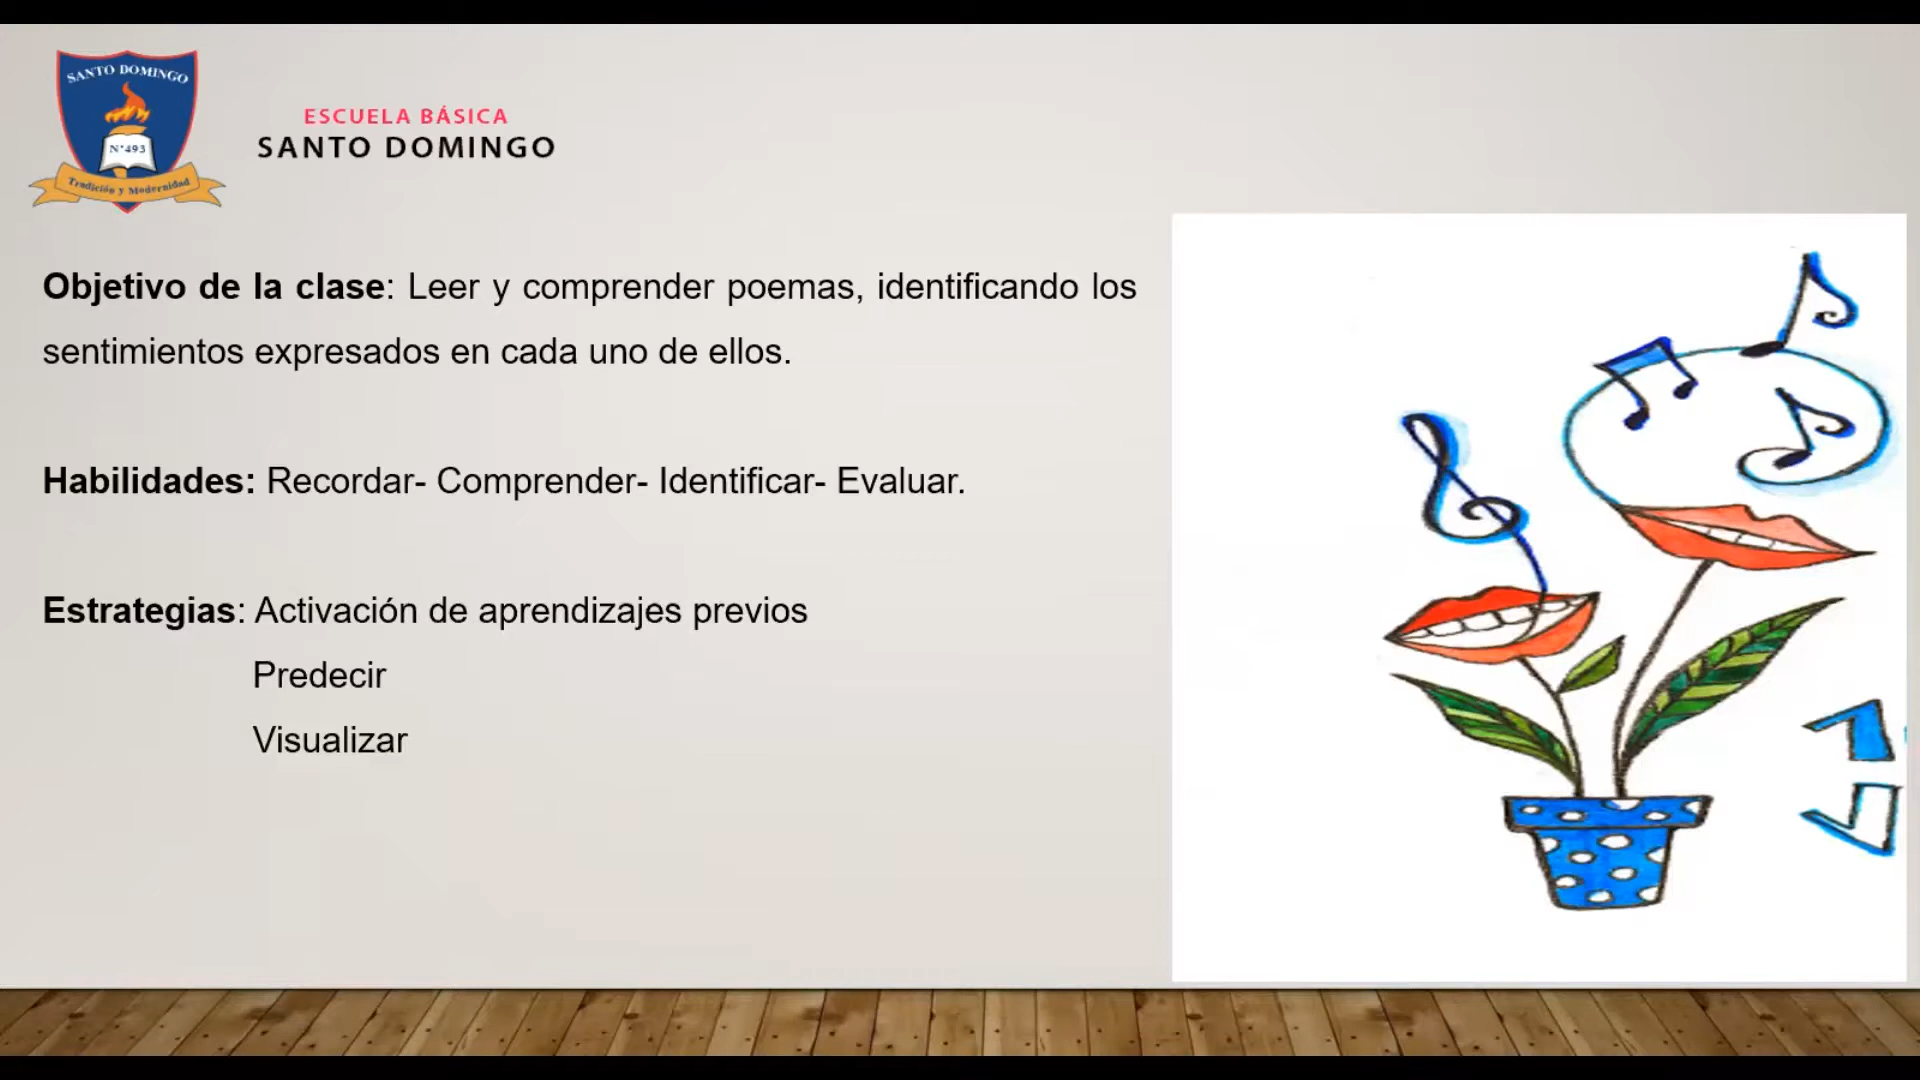 SANTO DOMINGO
N°493
Tradición y Modernidad
ESCUELA BÁSICA
SANTO DOMINGO
Objetivo de la clase: Leer y comprender poemas, identificando los
sentimientos expresados en cada uno de ellos.
Habilidades: Recordar- Comprender- Identificar- Evaluar.
Estrategias: Activación de aprendizajes previos
Predecir
Visualizar